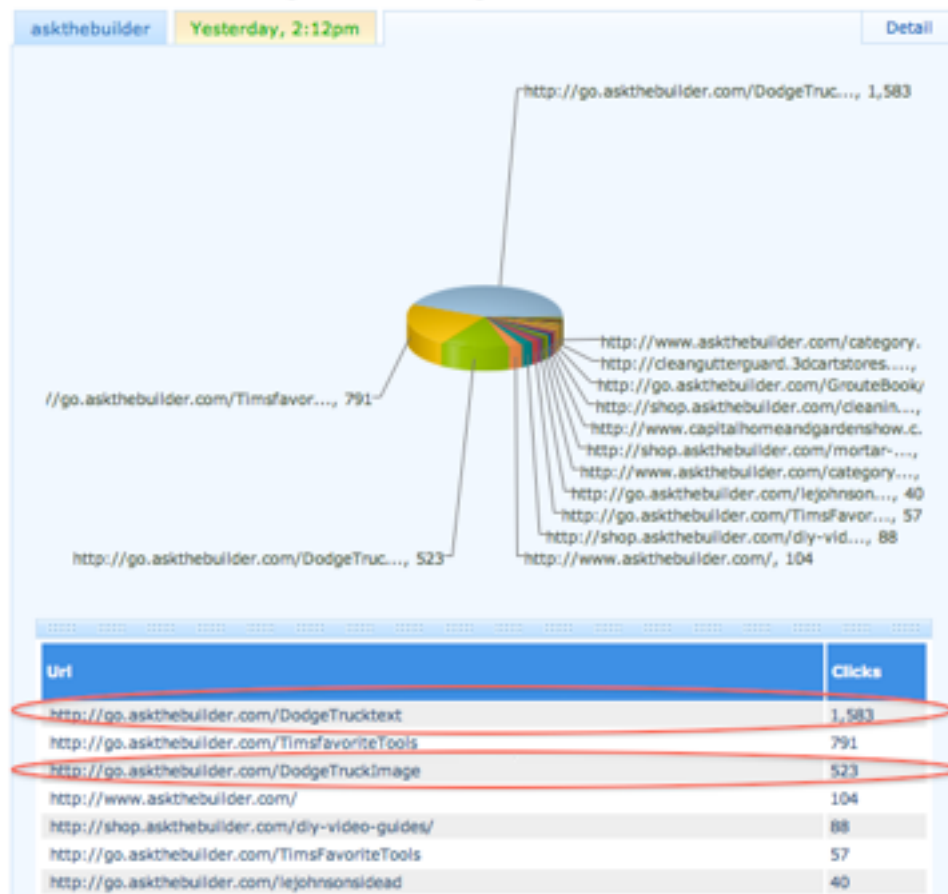 askthebuilder
Yesterday, 2:12pm
Detail
http://go.askthebuilder.com/DodgeTruc..., 1,583
http://www.askthebuilder.com/category.
http://cleangutterguard.3dcartstores....,
http://go.askthebuilder.com/GrouteBook/
//go.askthebuilder.com/Timsfavor..., 791
http://shop.askthebuilder.com/cleanin...,
http://www.capitalhomeandgardenshow.c.
http://shop.askthebuilder.com/mortar-...,
http://www.askthebuilder.com/category...,
http://go.askthebuilder.com/lejohnson..., 40
http://go.askthebuilder.com/TimsFavor..., 57
http://shop.askthebuilder.com/diy-vid..., 88
http://go.askthebuilder.com/DodgeTruc..., 523
http://www.askthebuilder.com/, 104
Url Clicks
http://go.askthebuilder.com/DodgeTrucktext 1,583
http://go.askthebuilder.com/TimsfavoriteTools 791
http://go.askthebuilder.com/DodgeTruckImage 523
http://www.askthebuilder.com/ 104
http://shop.askthebuilder.com/diy-video-guides/ 88
http://go.askthebuilder.com/TimsFavoriteTools 57
http://go.askthebuilder.com/lejohnsonsidead 40